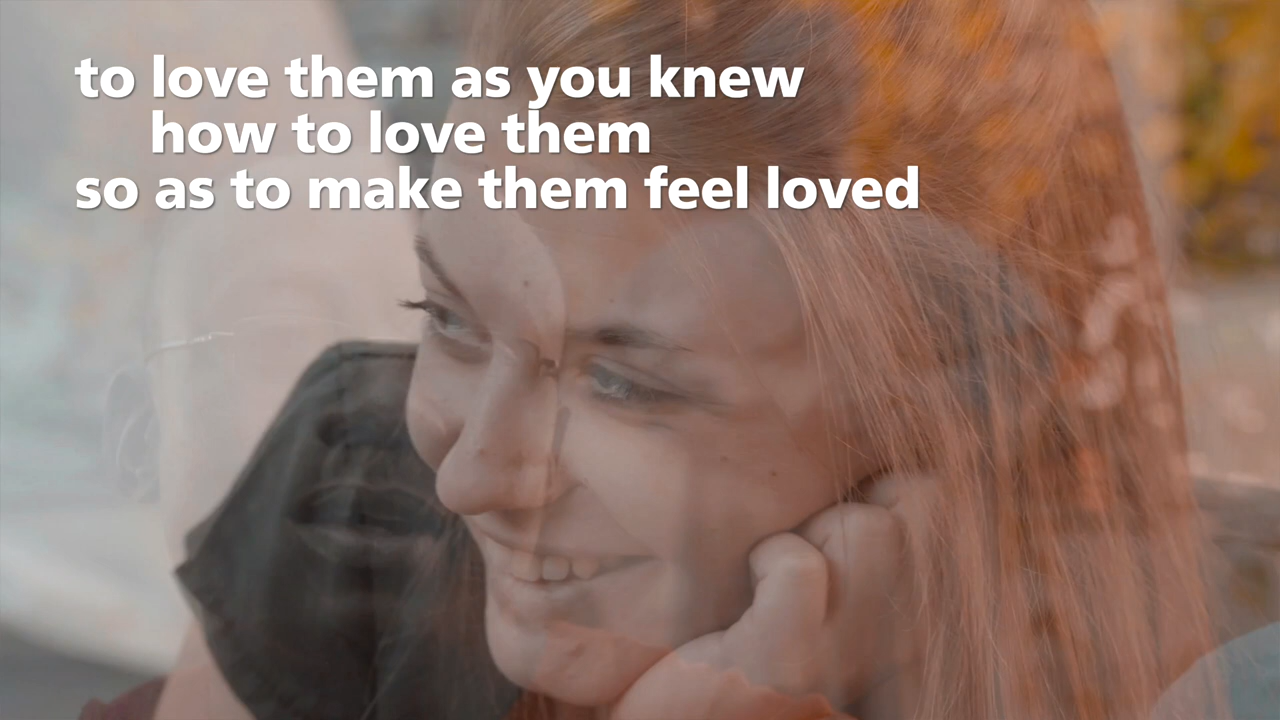 to love them as you knew
how to love them
so as to make them feel loved